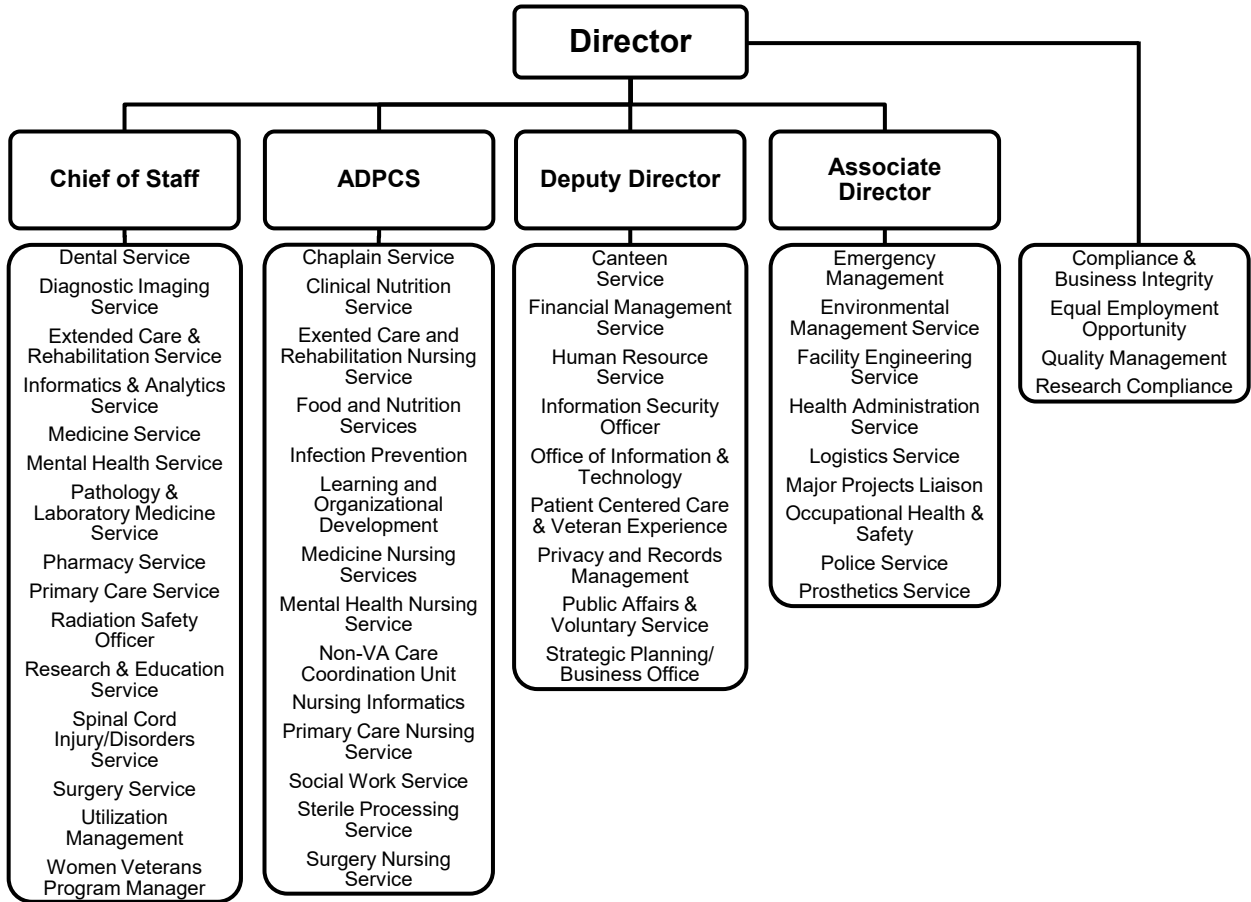 Director
Chief of Staff
Dental Service
Diagnostic Imaging
Service
Extended Care &
Rehabilitation Service
Informatics & Analytics
Service
Medicine Service
Mental Health Service
Pathology &
Laboratory Medicine
Service
Pharmacy Service
Primary Care Service
Radiation Safety
Officer
Research & Education
Service
Spinal Cord
Injury/Disorders
Service
Surgery Service
Utilization
Management
Women Veterans
Program Manager
ADPCS
Chaplain Service
Clinical Nutrition
Service
Exented Care and
Rehabilitation Nursing
Service
Food and Nutrition
Services
Infection Prevention
Learning and
Organizational
Development
Medicine Nursing
Services
Mental Health Nursing
Service
Non-VA Care
Coordination Unit
Nursing Informatics
Primary Care Nursing
Service
Social Work Service
Sterile Processing
Service
Surgery Nursing
Service
Deputy Director
Canteen
Service
Financial Management
Service
Human Resource
Service
Information Security
Officer
Office of Information &
Technology
Patient Centered Care
& Veteran Experience
Privacy and Records
Management
Public Affairs &
Voluntary Service
Strategic Planning/
Business Office
Associate
Director
Emergency
Management
Environmental
Management Service
Facility Engineering
Service
Health Administration
Service
Logistics Service
Major Projects Liaison
Occupational Health &
Safety
Police Service
Prosthetics Service
Compliance &
Business Integrity
Equal Employment
Opportunity
Quality Management
Research Compliance